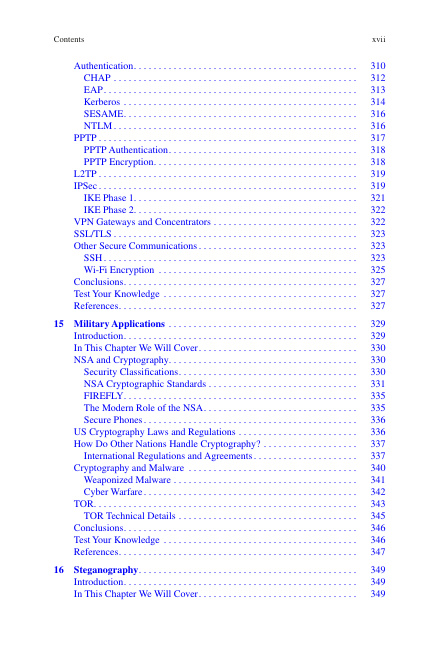 Contents xvii
Authentication. . . . . . . . . . . . . . . . . . . . . . . . . . . . . . . . . . . . . . . 310
CHAP . . . . . . . . . . . . . . . . . . . . . . . . . . . . . . . . . . . . . . . . . . 312
EAP. . . . . . . . . . . . . . . . . . . . . . . . . . . . . . . . . . . . . . . . . . . . 313
Kerberos . . . . . . . . . . . . . . . . . . . . . . . . . . . . . . . . . . . . . . . . 314
SESAME. . . . . . . . . . . . . . . . . . . . . . . . . . . . . . . . . . . . . . . . 316
NTLM. . . . . . . . . . . . . . . . . . . . . . . . . . . . . . . . . . . . . . . . . . 316
PPTP . . . . . . . . . . . . . . . . . . . . . . . . . . . . . . . . . . . . . . . . . . . . 317
PPTP Authentication. . . . . . . . . . . . . . . . . . . . . . . . . . . . . . . . 318
PPTP Encryption. . . . . . . . . . . . . . . . . . . . . . . . . . . . . . . . . . . 318
L2TP . . . . . . . . . . . . . . . . . . . . . . . . . . . . . . . . . . . . . . . . . . . . 319
IPSec . . . . . . . . . . . . . . . . . . . . . . . . . . . . . . . . . . . . . . . . . . . . 319
IKE Phase 1. . . . . . . . . . . . . . . . . . . . . . . . . . . . . . . . . . . . . . 321
IKE Phase 2. . . . . . . . . . . . . . . . . . . . . . . . . . . . . . . . . . . . . . 322
VPN Gateways and Concentrators . . . . . . . . . . . . . . . . . . . . . . . . 322
SSL/TLS . . . . . . . . . . . . . . . . . . . . . . . . . . . . . . . . . . . . . . . . . 323
Other Secure Communications . . . . . . . . . . . . . . . . . . . . . . . . . . . 323
SSH. . . . . . . . . . . . . . . . . . . . . . . . . . . . . . . . . . . . . . . . . . . . 323
Wi-Fi Encryption . . . . . . . . . . . . . . . . . . . . . . . . . . . . . . . . . . 325
Conclusions. . . . . . . . . . . . . . . . . . . . . . . . . . . . . . . . . . . . . . . . 327
Test Your Knowledge . . . . . . . . . . . . . . . . . . . . . . . . . . . . . . . . . 327
References. . . . . . . . . . . . . . . . . . . . . . . . . . . . . . . . . . . . . . . . . 327
15 Military Applications . . . . . . . . . . . . . . . . . . . . . . . . . . . . . . . . 329
Introduction. . . . . . . . . . . . . . . . . . . . . . . . . . . . . . . . . . . . . . . . 329
In This Chapter We Will Cover. . . . . . . . . . . . . . . . . . . . . . . . . . . 330
NSA and Cryptography. . . . . . . . . . . . . . . . . . . . . . . . . . . . . . . . 330
Security Classifications. . . . . . . . . . . . . . . . . . . . . . . . . . . . . . 330
NSA Cryptographic Standards . . . . . . . . . . . . . . . . . . . . . . . . . 331
FIREFLY. . . . . . . . . . . . . . . . . . . . . . . . . . . . . . . . . . . . . . . . 335
The Modern Role of the NSA. . . . . . . . . . . . . . . . . . . . . . . . . . 335
Secure Phones . . . . . . . . . . . . . . . . . . . . . . . . . . . . . . . . . . . . 336
US Cryptography Laws and Regulations . . . . . . . . . . . . . . . . . . . . 336
How Do Other Nations Handle Cryptography? . . . . . . . . . . . . . . . . 337
International Regulations and Agreements . . . . . . . . . . . . . . . . . 337
Cryptography and Malware . . . . . . . . . . . . . . . . . . . . . . . . . . . . . 340
Weaponized Malware . . . . . . . . . . . . . . . . . . . . . . . . . . . . . . . 341
Cyber Warfare . . . . . . . . . . . . . . . . . . . . . . . . . . . . . . . . . . . . 342
TOR. . . . . . . . . . . . . . . . . . . . . . . . . . . . . . . . . . . . . . . . . . . . . 343
TOR Technical Details . . . . . . . . . . . . . . . . . . . . . . . . . . . . . . 345
Conclusions. . . . . . . . . . . . . . . . . . . . . . . . . . . . . . . . . . . . . . . . 346
Test Your Knowledge . . . . . . . . . . . . . . . . . . . . . . . . . . . . . . . . . 346
References. . . . . . . . . . . . . . . . . . . . . . . . . . . . . . . . . . . . . . . . . 347
16 Steganography. . . . . . . . . . . . . . . . . . . . . . . . . . . . . . . . . . . . . 349
Introduction. . . . . . . . . . . . . . . . . . . . . . . . . . . . . . . . . . . . . . . . 349
In This Chapter We Will Cover. . . . . . . . . . . . . . . . . . . . . . . . . . . 349